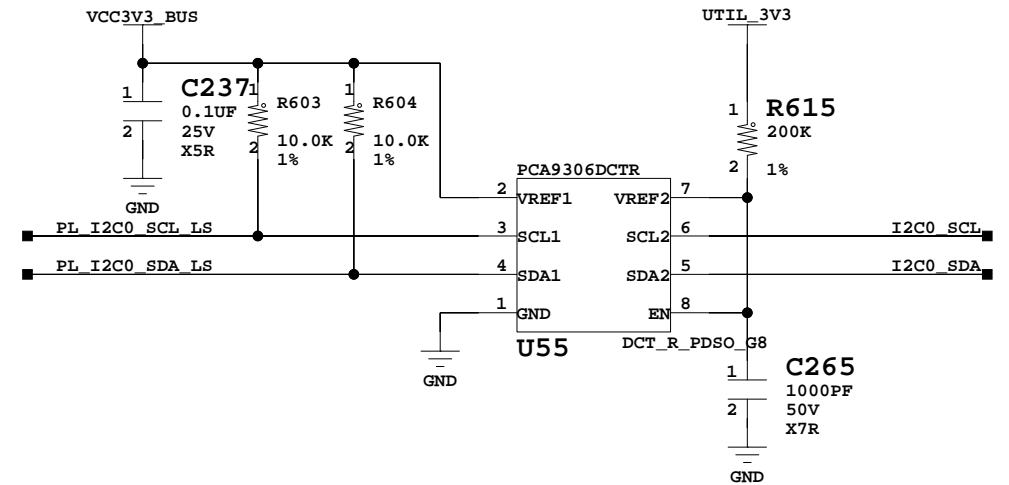 VCC3V3_BUS
UTIL_3V3
1
C237
0.1UF
2
25V
X5R
GND
1
R603
2
10.0K
1%
1
R604
2
10.0K
1%
1
R615
200K
2
1%
PCA9306DCTR
2
VREF1
VREF2
7
PL_I2C0_SCL_LS
3
SCL1
SCL2
6
I2C0_SCL
PL_I2C0_SDA_LS
4
SDA1
SDA2
5
I2C0_SDA
1
GND
EN
8
U55
DCT_R_PDSO_G8
GND
1
C265
1000PF
2
50V
X7R
GND